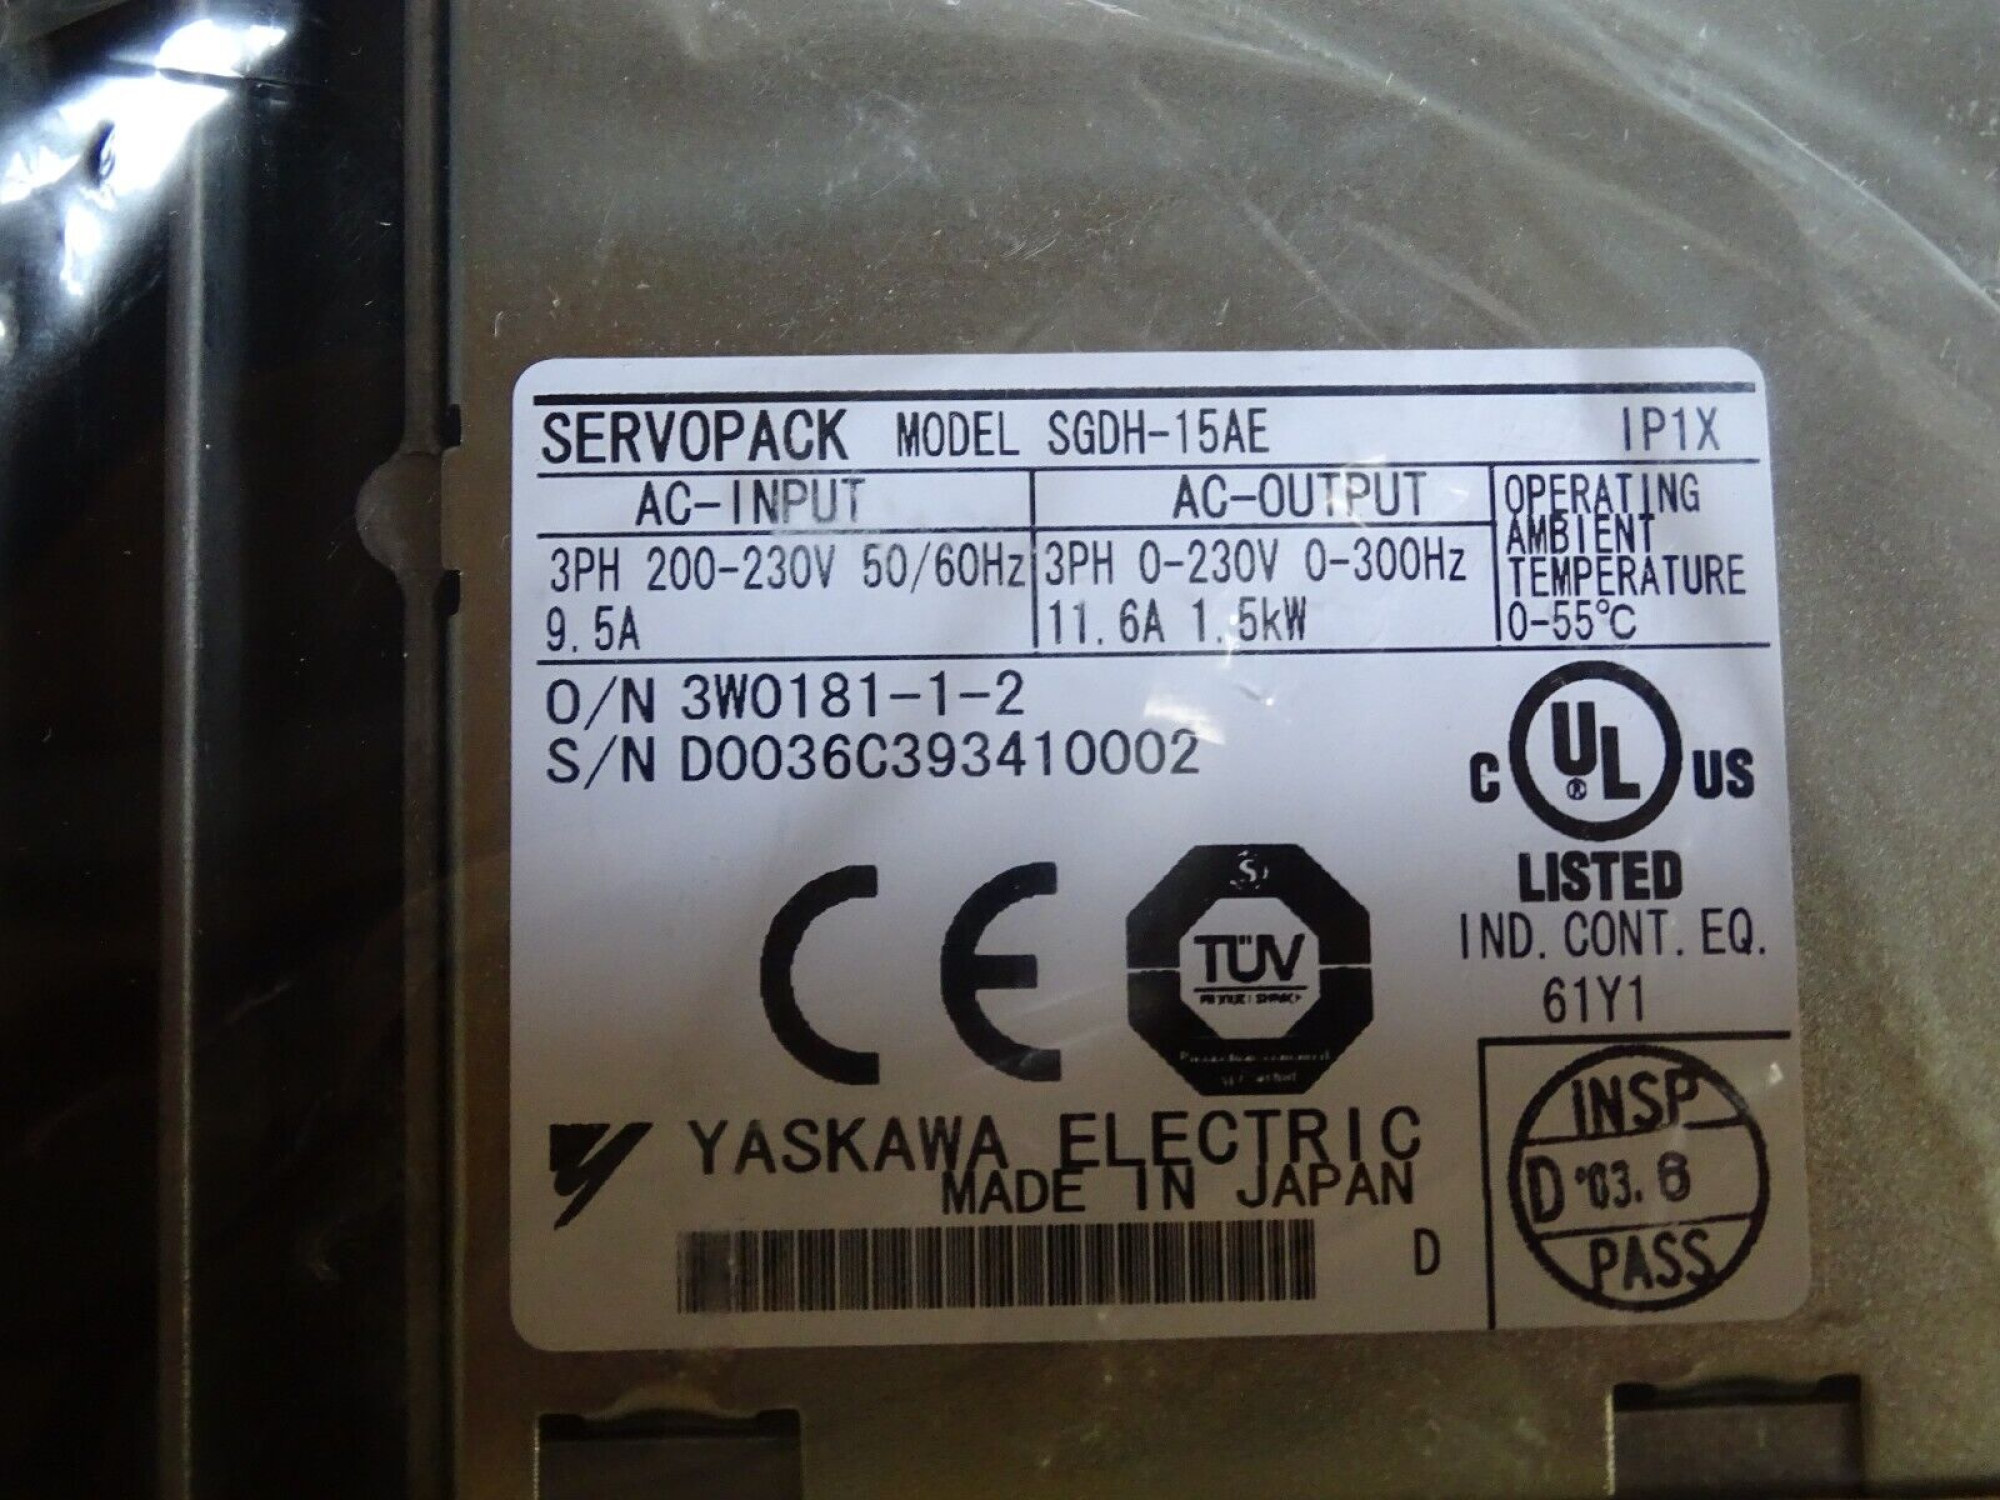 SERVOPACK MODEL SGDH-15AE IP1X
AC-INPUT AC-OUTPUT
3PH 200-230V 50/60Hz 3PH 0-230V 0-300Hz
9.5A 11.6A 1.5kW
OPERATING
AMBIENT
TEMPERATURE
0-55℃
O/N 3W0181-1-2
S/N D0036C393410002
C UL® US
LISTED
IND. CONT. EQ.
61Y1
CE
S
TÜV
YASKAWA ELECTRIC
MADE IN JAPAN
D
INSP
D '03. 6
PASS